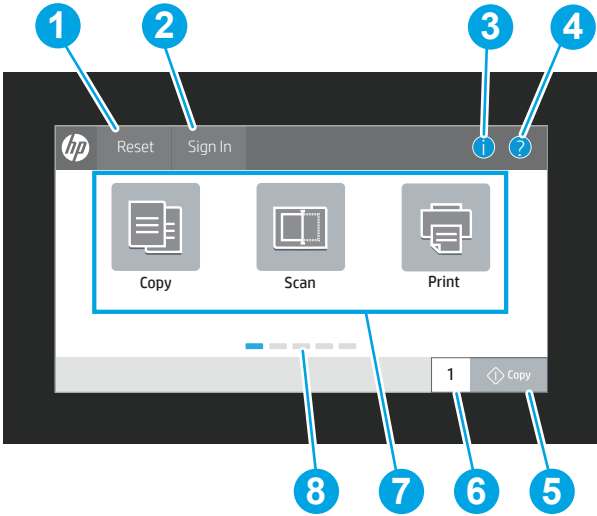 1 2 3 4
hp Reset Sign In i ?
Copy Scan Print
1 Copy
8 7 6 5